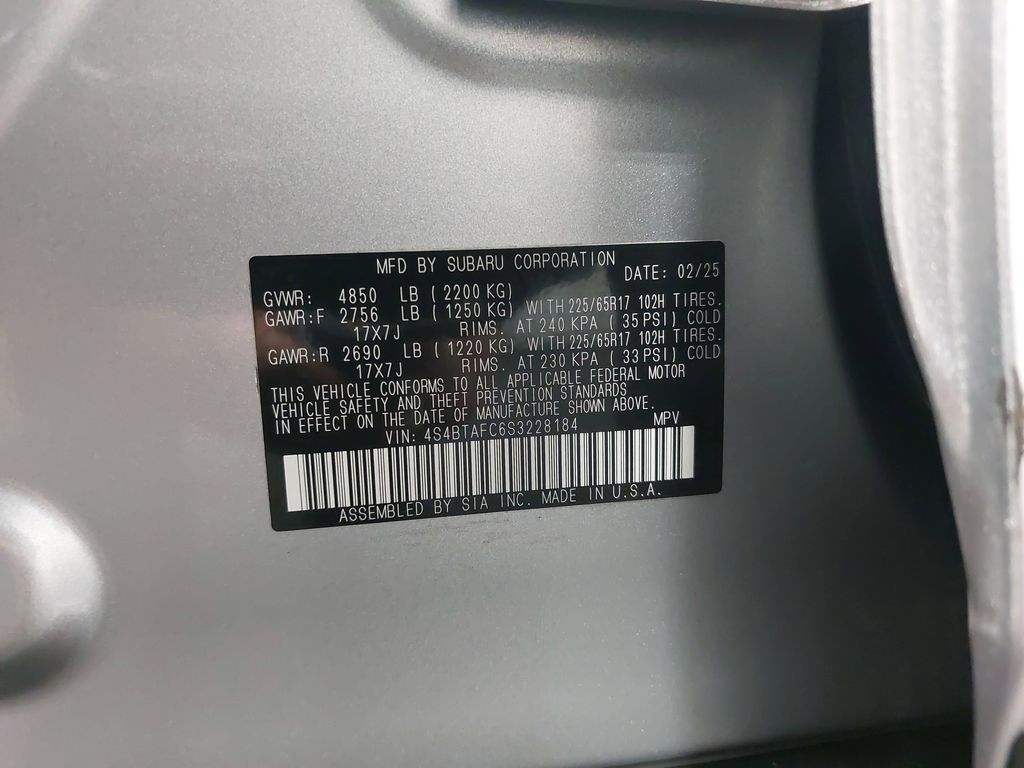 MFD BY SUBARU CORPORATION
DATE: 02/25
GVWR: 4850 LB (2200 KG)
GAWR:F 2756 LB (1250 KG) WITH 225/65R17 102H TIRES.
17X7J RIMS. AT 240 KPA (35 PSI) COLD
GAWR:R 2690 LB (1220 KG) WITH 225/65R17 102H TIRES.
17X7J RIMS. AT 230 KPA (33 PSI) COLD
THIS VEHICLE CONFORMS TO ALL APPLICABLE FEDERAL MOTOR
VEHICLE SAFETY AND THEFT PREVENTION STANDARDS
IN EFFECT ON THE DATE OF MANUFACTURE SHOWN ABOVE.
VIN: 4S4BTAFC6S3228184 MPV
ASSEMBLED BY SIA INC. MADE IN U.S.A.